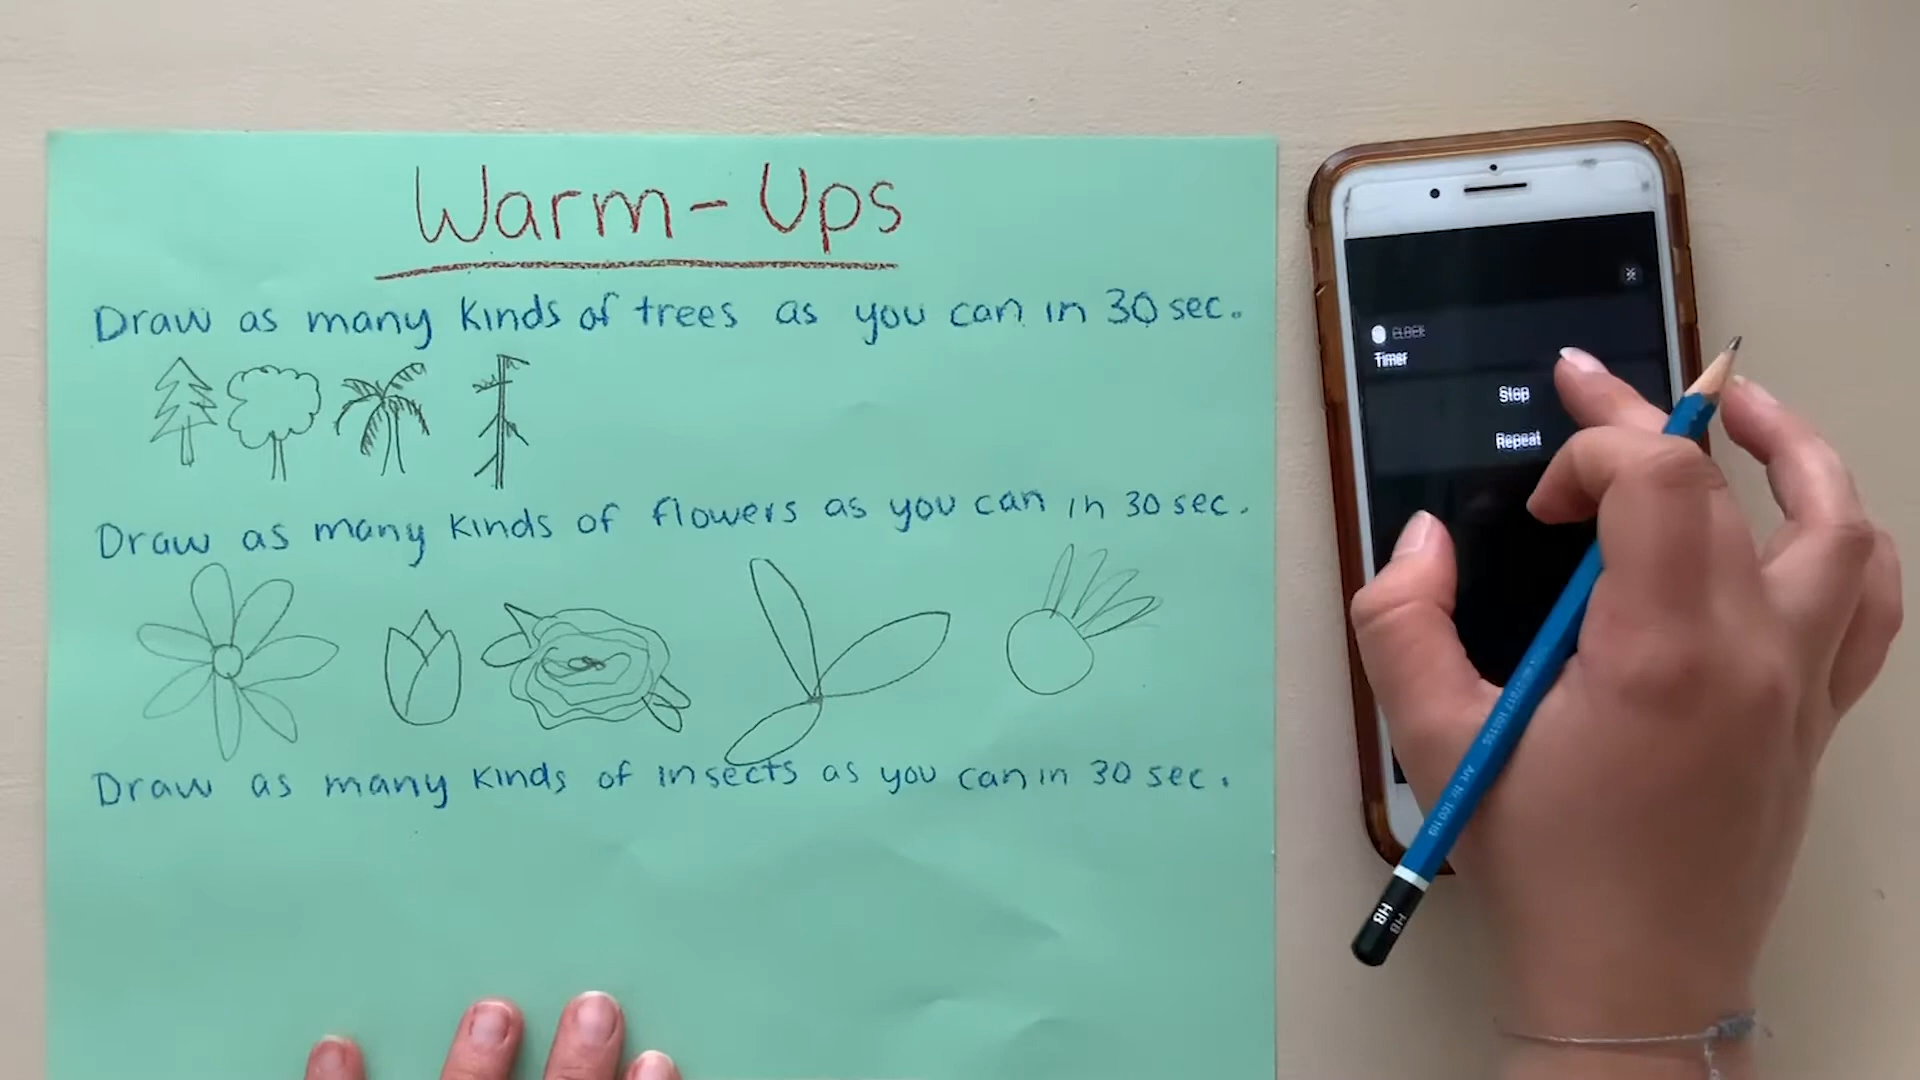 Warm-Ups
Draw as many kinds of trees as you can in 30 sec.
Draw as many kinds of flowers as you can in 30 sec.
Draw as many kinds of insects as you can in 30 sec.
CLOCK
Timer
Stop
Repeat
HB
HB